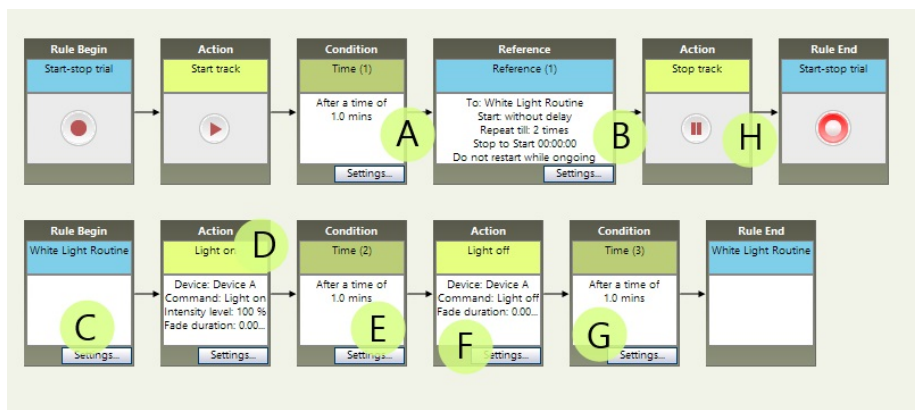 Rule Begin
Start-stop trial
Action
Start track
Condition
Time (1)
After a time of
1.0 mins
Settings...
A
Reference
Reference (1)
To: White Light Routine
Start: without delay
Repeat till: 2 times
Stop to Start 00:00:00
Do not restart while ongoing
Settings...
B
Action
Stop track
H
Rule End
Start-stop trial
Rule Begin
White Light Routine
C
Settings...
Action
Light on
D
Device: Device A
Command: Light on
Intensity level: 100 %
Fade duration: 0.00...
Settings...
Condition
Time (2)
After a time of
1.0 mins
E
Settings...
Action
Light off
Device: Device A
Command: Light off
Fade duration: 0.00...
F
Settings...
Condition
Time (3)
After a time of
1.0 mins
G
Settings...
Rule End
White Light Routine